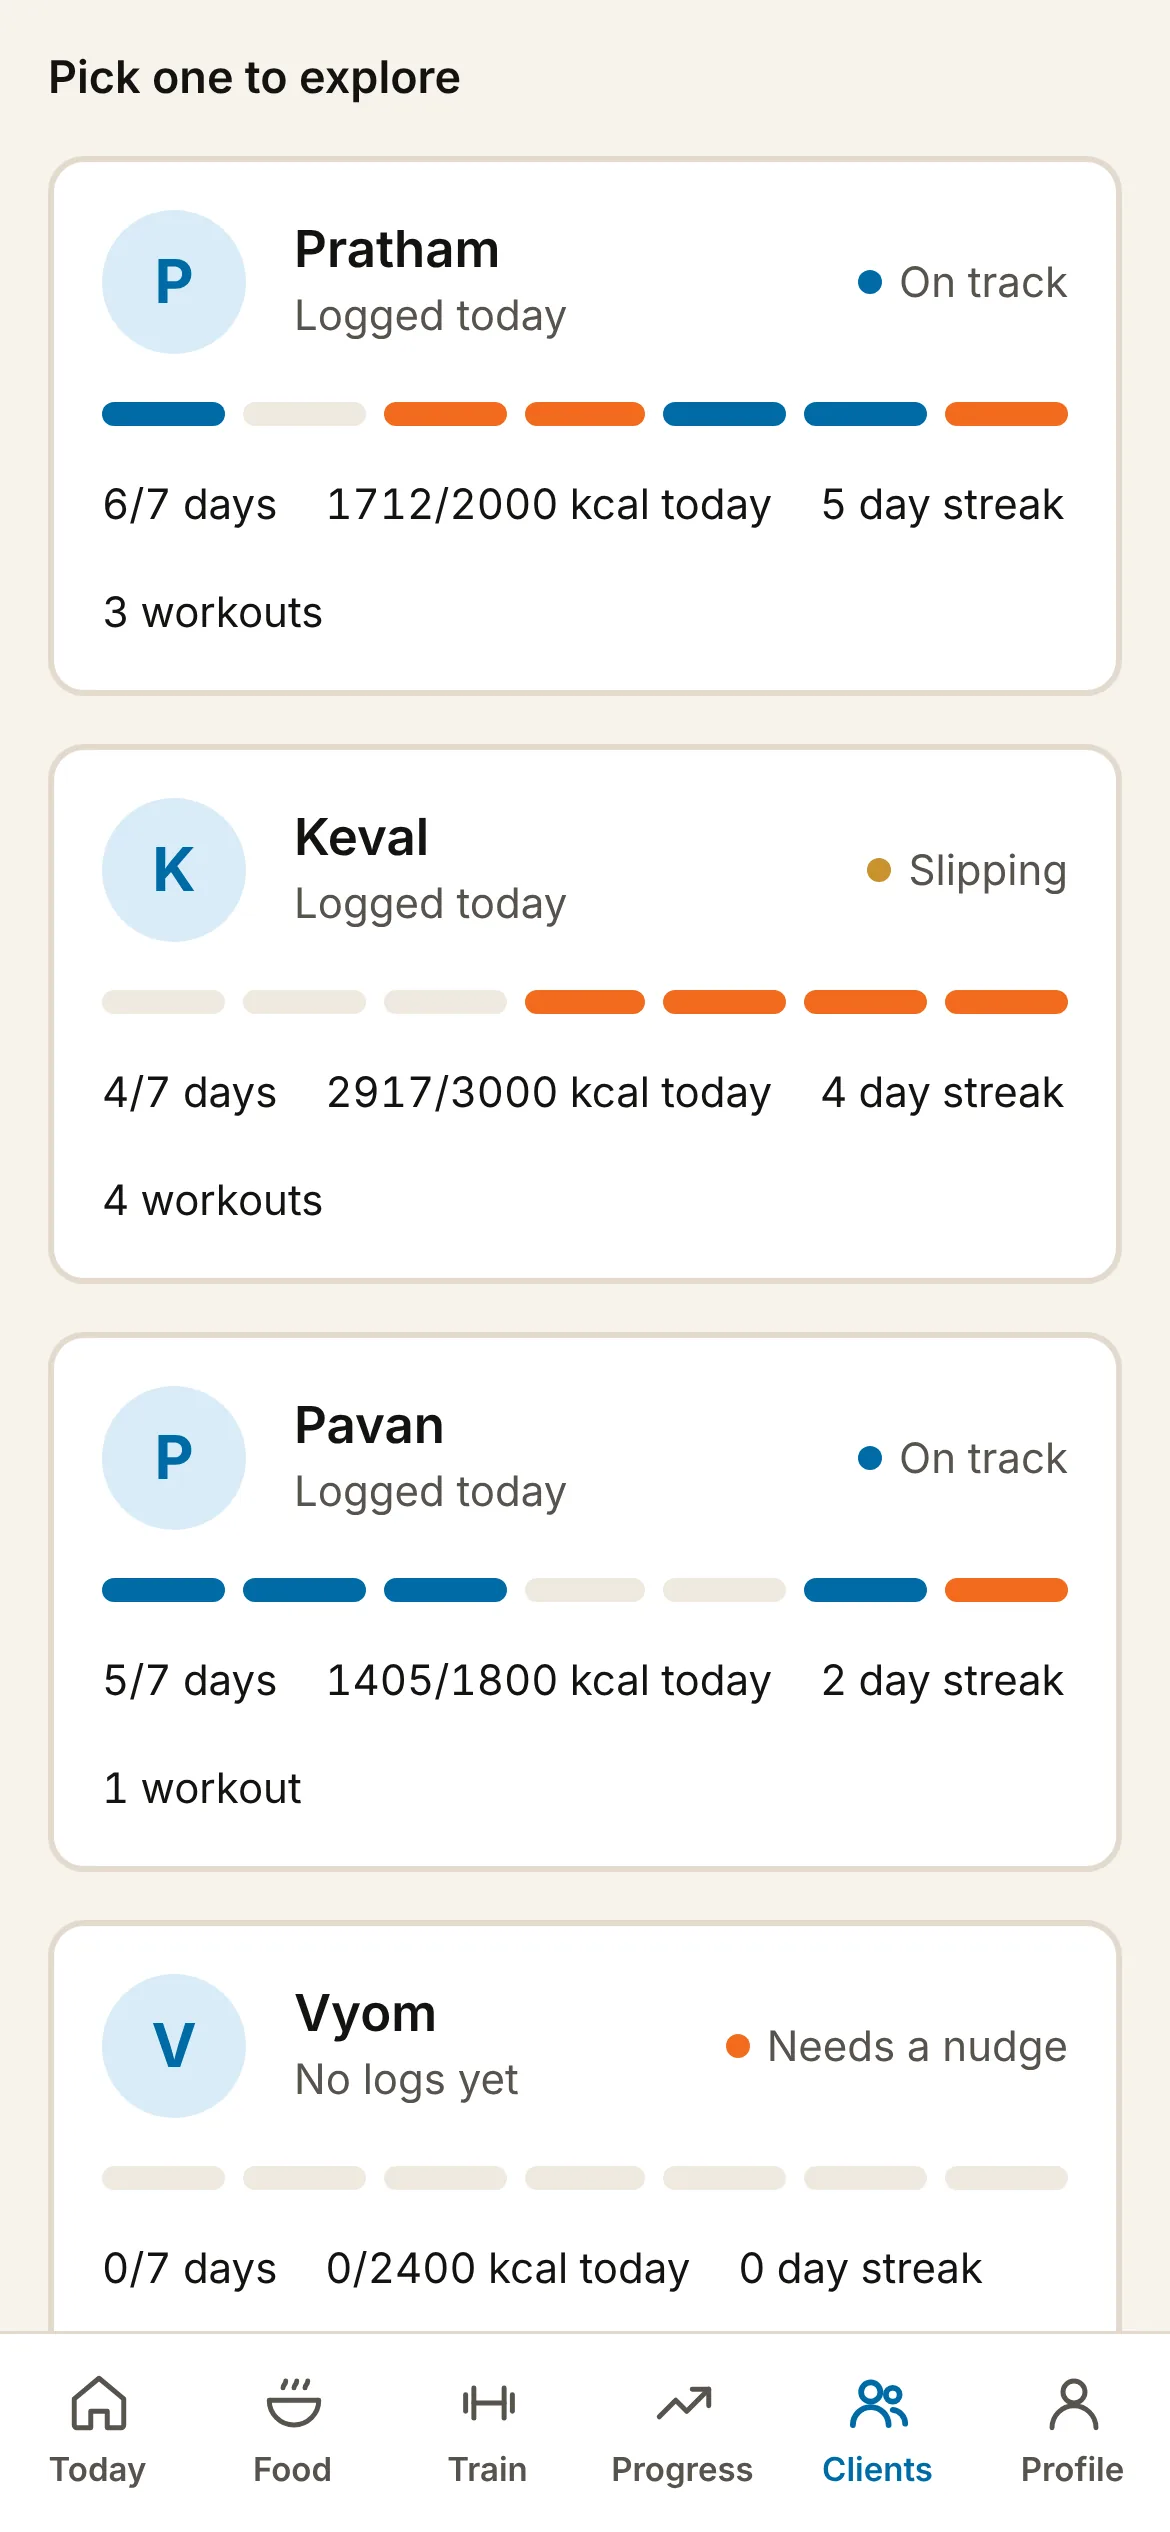 Pick one to explore
P
Pratham
Logged today
On track
6/7 days 1712/2000 kcal today 5 day streak
3 workouts
K
Keval
Logged today
Slipping
4/7 days 2917/3000 kcal today 4 day streak
4 workouts
P
Pavan
Logged today
On track
5/7 days 1405/1800 kcal today 2 day streak
1 workout
V
Vyom
No logs yet
Needs a nudge
0/7 days 0/2400 kcal today 0 day streak
Today Food Train Progress Clients Profile